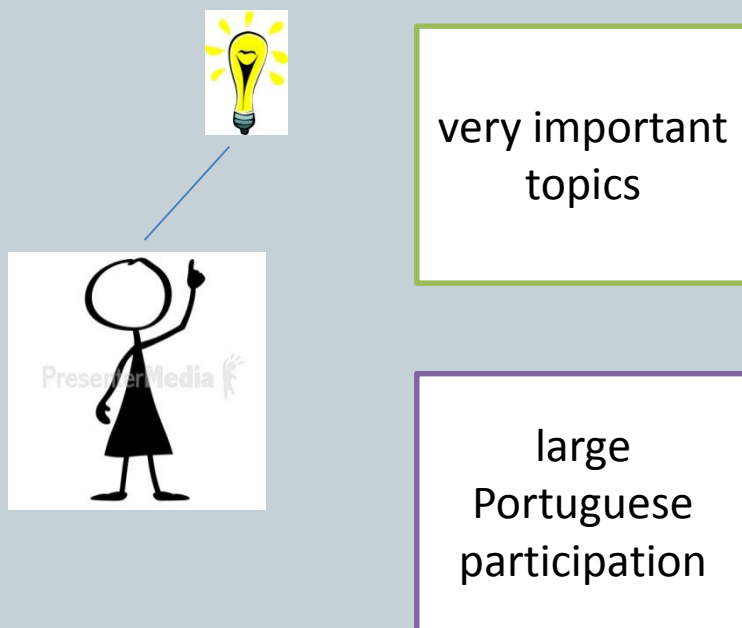 very important
topics
PresenterMedia
large
Portuguese
participation